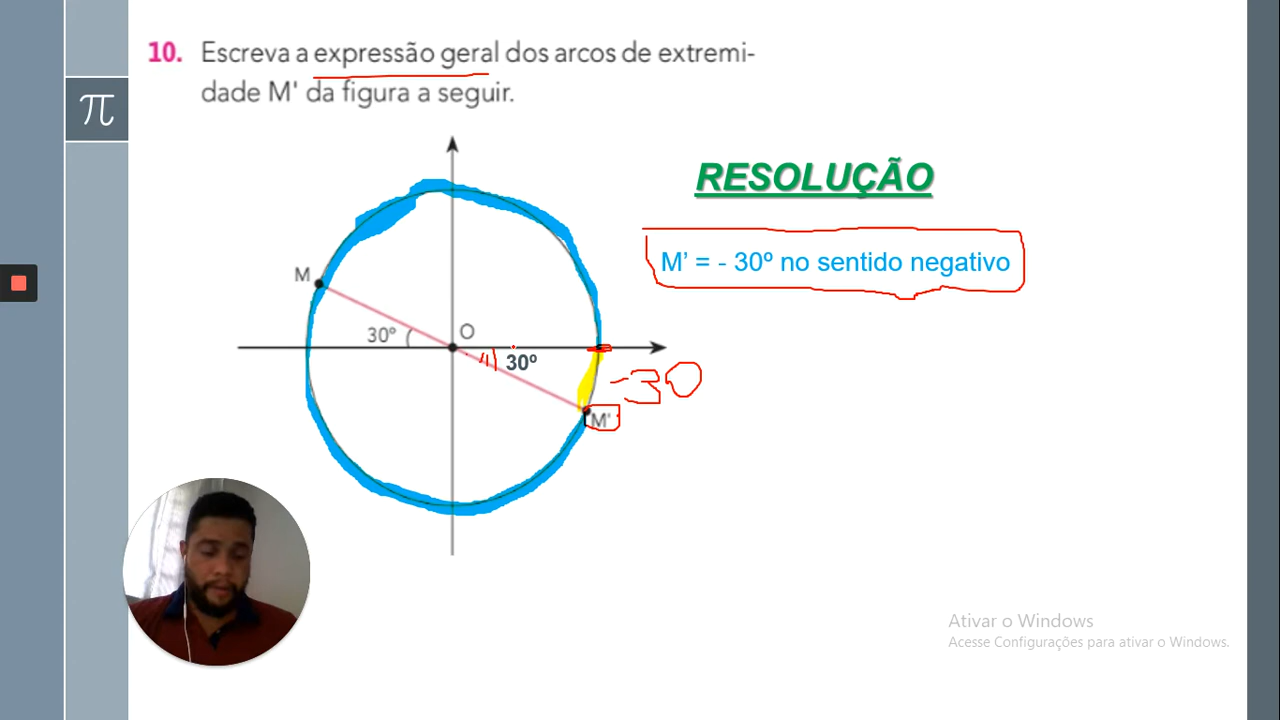 10. Escreva a expressão geral dos arcos de extremi-
dade M' da figura a seguir.
π
RESOLUÇÃO
M’ = - 30º no sentido negativo
M
30º
O
30º
-30
M'
Ativar o Windows
Acesse Configurações para ativar o Windows.